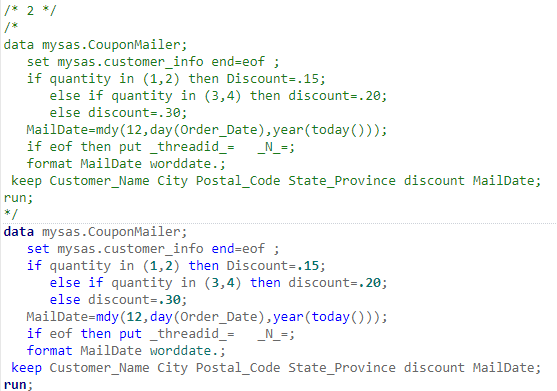 /* 2 */
/*
data mysas.CouponMailer;
   set mysas.customer_info end=eof ;
   if quantity in (1,2) then Discount=.15;
      else if quantity in (3,4) then discount=.20;
      else discount=.30;
   MailDate=mdy(12,day(Order_Date),year(today()));
   if eof then put _threadid_=   _N_=;
   format MailDate worddate.;
 keep Customer_Name City Postal_Code State_Province discount MailDate;
run;
*/
data mysas.CouponMailer;
   set mysas.customer_info end=eof ;
   if quantity in (1,2) then Discount=.15;
      else if quantity in (3,4) then discount=.20;
      else discount=.30;
   MailDate=mdy(12,day(Order_Date),year(today()));
   if eof then put _threadid_=   _N_=;
   format MailDate worddate.;
 keep Customer_Name City Postal_Code State_Province discount MailDate;
run;